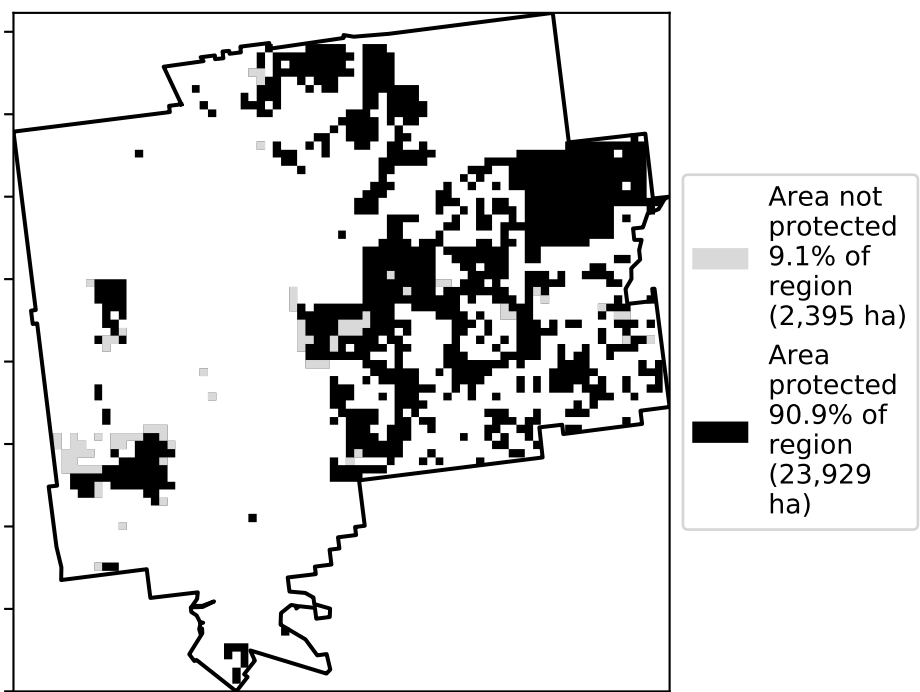 Area not
protected
9.1% of
region
(2,395 ha)
Area
protected
90.9% of
region
(23,929
ha)